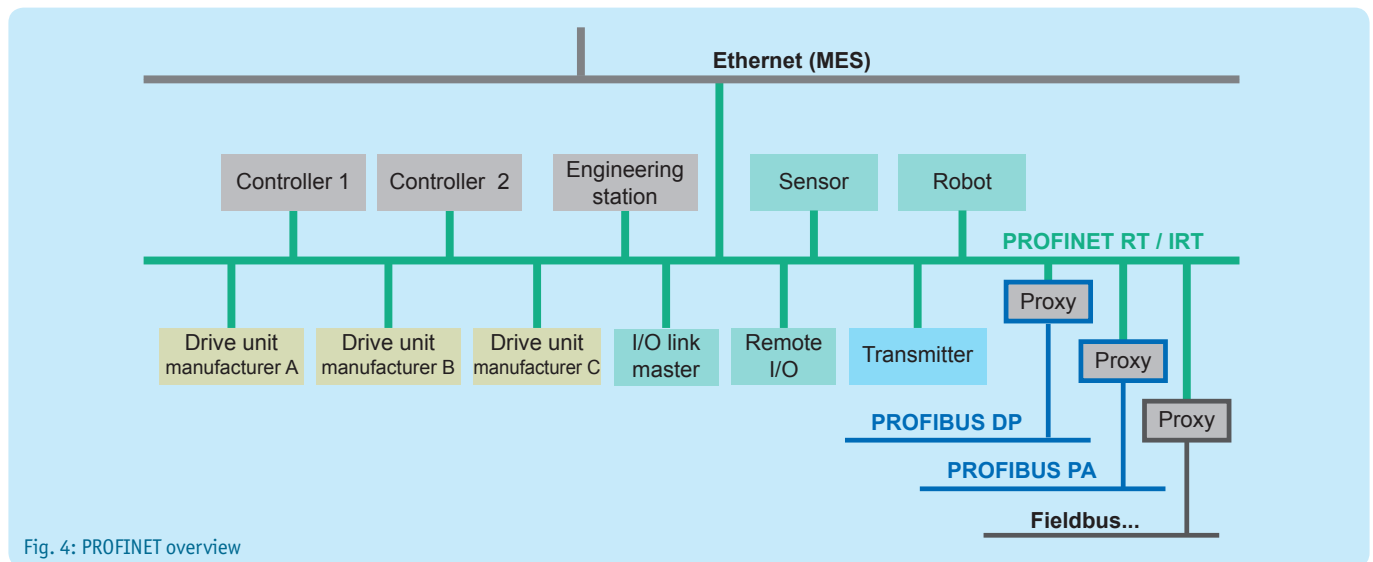 Ethernet (MES)
Controller 1
Controller 2
Engineering
station
Sensor
Robot
PROFINET RT / IRT
Drive unit
manufacturer A
Drive unit
manufacturer B
Drive unit
manufacturer C
I/O link
master
Remote
I/O
Transmitter
Proxy
Proxy
Proxy
PROFIBUS DP
PROFIBUS PA
Fieldbus...
Fig. 4: PROFINET overview